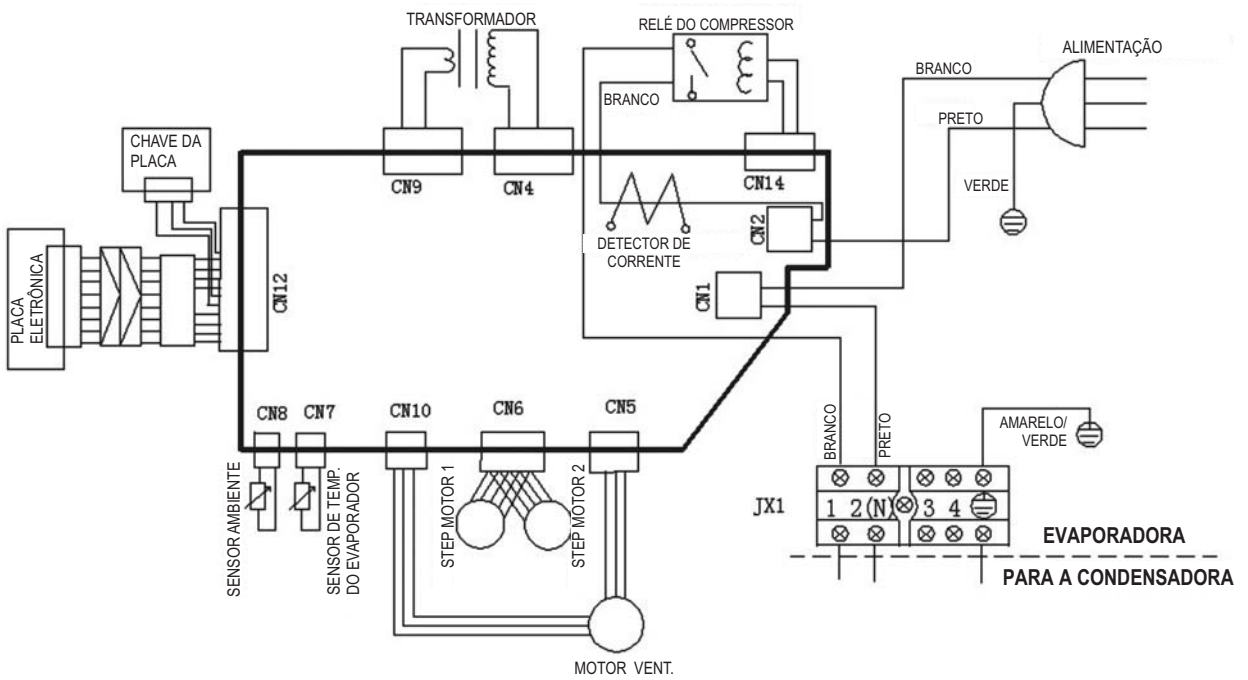 TRANSFORMADOR
RELÉ DO COMPRESSOR
ALIMENTAÇÃO
BRANCO
BRANCO
PRETO
CHAVE DA
PLACA
CN9
CN4
CN14
VERDE
CN2
DETECTOR DE
CORRENTE
PLACA
ELETRÔNICA
CN12
CN1
CN8
CN7
CN10
CN6
CN5
BRANCO
PRETO
AMARELO/
VERDE
SENSOR AMBIENTE
SENSOR DE TEMP.
DO EVAPORADOR
STEP MOTOR 1
STEP MOTOR 2
JX1
1 2(N) 3 4
EVAPORADORA
PARA A CONDENSADORA
MOTOR VENT.